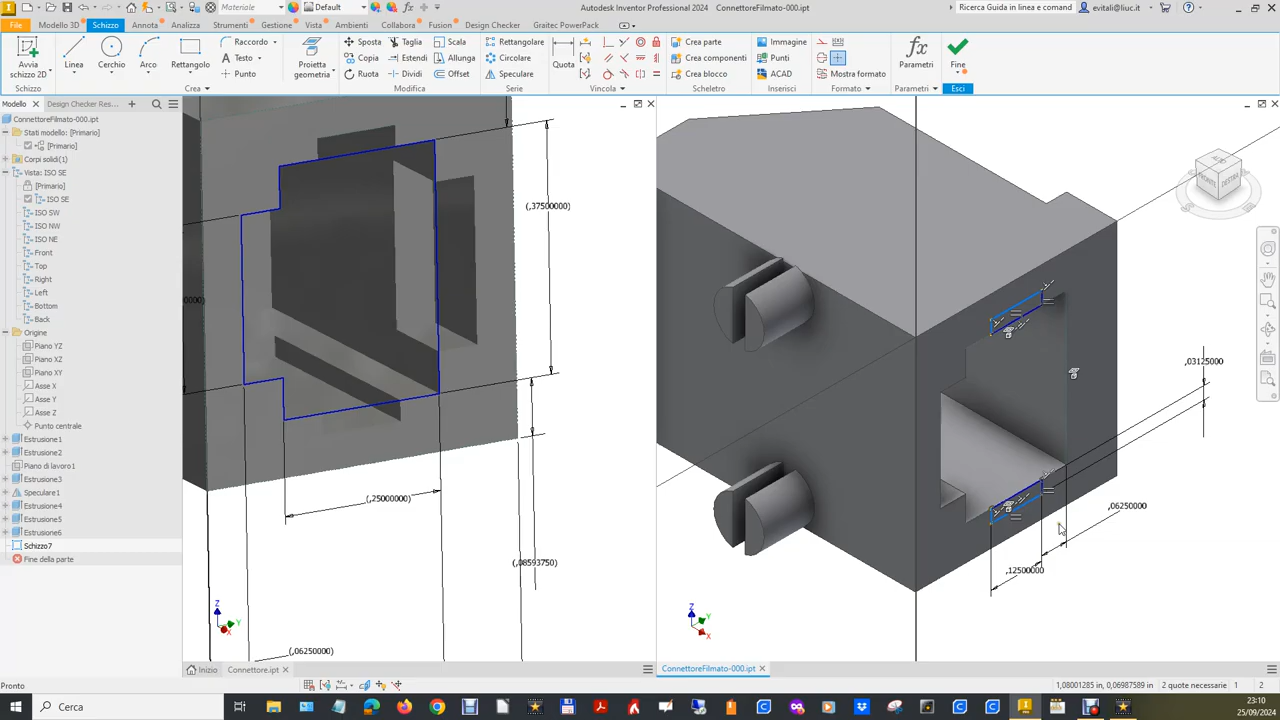 Analizza
Default
Autodesk Inventor Professional 2024 ConnettoreFilmato-000.ipt
Ricerca Guida in linea e comand
evitali@liuc.it
File Modello 3D Schizzo Annota Strumenti Gestione Vista Ambienti Collabora Fusion Design Checker Graitec PowerPack
Raccordo Sposta Taglia Scala Rettangolare Crea parte Immagine
Testo Copia Estendi Allunga Circolare Crea componenti Punti
Punto Ruota Dividi Offset Speculare Crea blocco ACAD Mostra formato
Avvia schizzo 2D Linea Cerchio Arco Rettangolo Proietta geometria Quota Parametri Fine
Schizzo Crea Modifica Serie Vincola Scheletro Inserisci Formato Parametri Esci
Modello Design Checker Res...
ConnettoreFilmato-000.ipt
Stati modello: [Primario]
[Primario]
Corpi solidi(1)
Vista: ISO SE
[Primario]
ISO SE
ISO SW
ISO NW
ISO NE
Front
Top
Right
Left
Bottom
Back
Origine
Piano YZ
Piano XZ
Piano XY
Asse X
Asse Y
Asse Z
Punto centrale
Estrusione1
Estrusione2
Piano di lavoro1
Estrusione3
Speculare1
Estrusione4
Estrusione5
Estrusione6
Schizzo7
Fine della parte
(,37500000)
(,25000000)
(,08593750)
(,06250000)
ALTO
FRONTE DESTRA
,03125000
,06250000
,12500000
Z
Y
X
Z
Y
X
Inizio Connettore.ipt
ConnettoreFilmato-000.ipt
Pronto
1,08001285 in, 0,06987589 in 2 quote necessarie 1 2
Cerca
23:10
25/09/2024